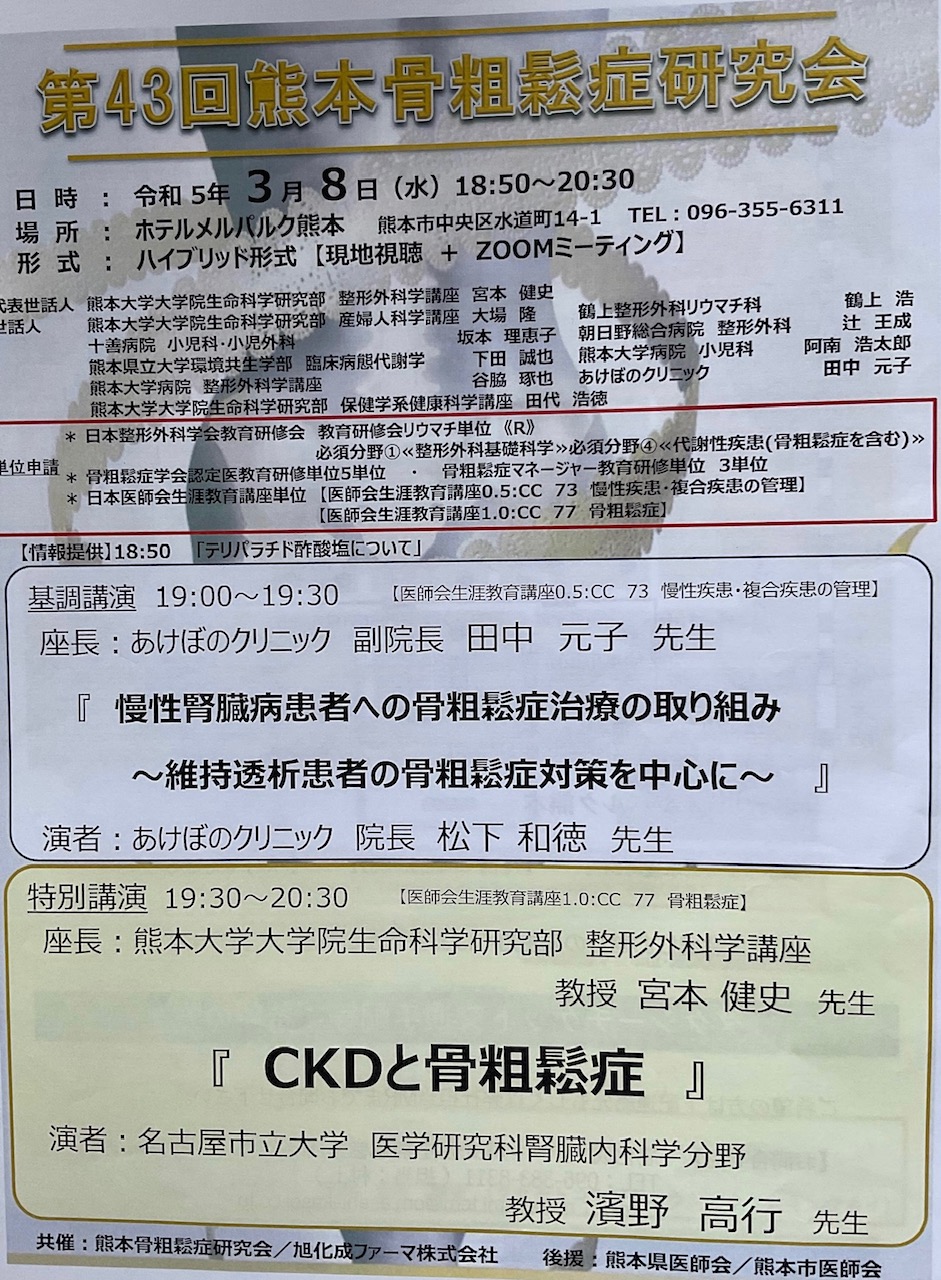 第43回熊本骨粗鬆症研究会
日 時 ： 令和 5年 3月 8日（水）18:50～20:30
場 所 ： ホテルメルパルク熊本 熊本市中央区水道町14-1 TEL：096-355-6311
形 式 ： ハイブリッド形式【現地視聴 + ZOOMミーティング】
代表世話人 熊本大学大学院生命科学研究部 整形外科学講座 宮本 健史
世話人 熊本大学大学院生命科学研究部 産婦人科学講座 大場 隆 鶴上整形外科リウマチ科 鶴上 浩
十善病院 小児科・小児外科 坂本 理恵子 朝日野総合病院 整形外科 辻 王成
熊本県立大学環境共生学部 臨床病態代謝学 下田 誠也 熊本大学病院 小児科 阿南 浩太郎
熊本大学病院 整形外科学講座 谷脇 琢也 あけぼのクリニック 田中 元子
熊本大学大学院生命科学研究部 保健学系健康科学講座 田代 浩徳
単位申請
＊ 日本整形外科学会教育研修会 教育研修会リウマチ単位 《R》
必須分野①≪整形外科基礎科学≫必須分野④≪代謝性疾患(骨粗鬆症を含む)≫
＊ 骨粗鬆症学会認定医教育研修単位5単位 ・ 骨粗鬆症マネージャー教育研修単位 3単位
＊ 日本医師会生涯教育講座単位 【医師会生涯教育講座0.5:CC 73 慢性疾患・複合疾患の管理】
【医師会生涯教育講座1.0:CC 77 骨粗鬆症】
【情報提供】18:50 「テリパラチド酢酸塩について」
基調講演 19:00～19:30 【医師会生涯教育講座0.5:CC 73 慢性疾患・複合疾患の管理】
座長：あけぼのクリニック 副院長 田中 元子 先生
『 慢性腎臓病患者への骨粗鬆症治療の取り組み
～維持透析患者の骨粗鬆症対策を中心に～ 』
演者：あけぼのクリニック 院長 松下 和徳 先生
特別講演 19:30～20:30 【医師会生涯教育講座1.0:CC 77 骨粗鬆症】
座長：熊本大学大学院生命科学研究部 整形外科学講座
教授 宮本 健史 先生
『 CKDと骨粗鬆症 』
演者：名古屋市立大学 医学研究科腎臓内科学分野
教授 濱野 高行 先生
共催：熊本骨粗鬆症研究会／旭化成ファーマ株式会社 後援：熊本県医師会／熊本市医師会